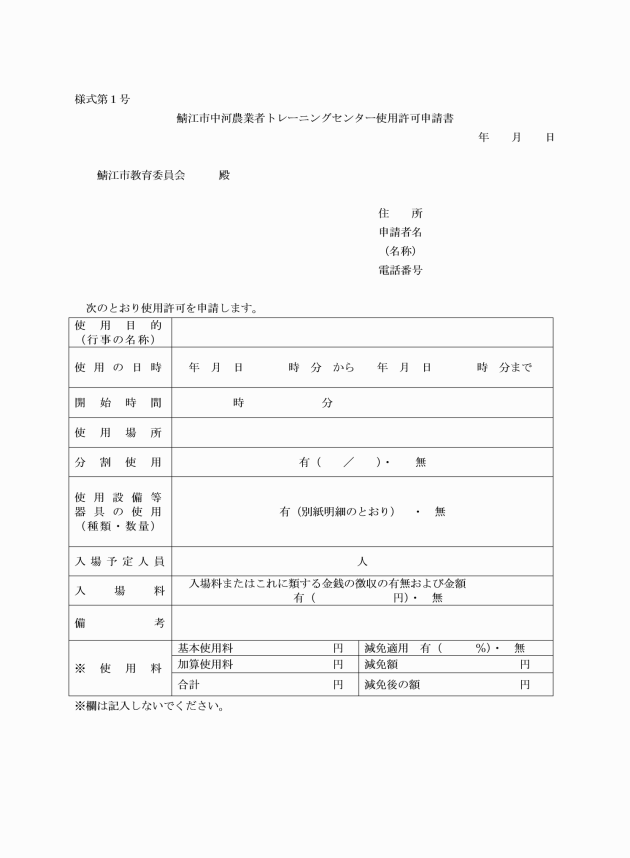 様式第１号
鯖江市中河農業者トレーニングセンター使用許可申請書
年　　月　　日
鯖江市教育委員会　　　殿
住　　所
申請者名
（名称）
電話番号
次のとおり使用許可を申請します。
使用目的
（行事の名称）
使用の日時　年　月　日　　　　時　分　から　　年　月　日　　　　時　分まで
開始時間　　時　　　　　　　分
使用場所
分割使用　有（　　／　　）・　　無
使用設備等
器具の使用
（種類・数量）
有（別紙明細のとおり）　・　無
入場予定人員　人
入場料
入場料またはこれに類する金銭の徴収の有無および金額
有（　　　　　　　円）・　無
備考
※使用料
基本使用料　円　減免適用　有（　　　％）・　無
加算使用料　円　減免額　円
合計　円　減免後の額　円
※欄は記入しないでください。